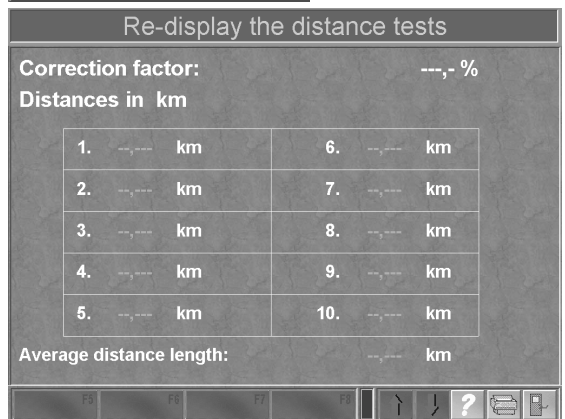 Re-display the distance tests
Correction factor: ---,- %
Distances in km
1. --,--- km 6. --,--- km
2. --,--- km 7. --,--- km
3. --,--- km 8. --,--- km
4. --,--- km 9. --,--- km
5. --,--- km 10. --,--- km
Average distance length: --,--- km
F5 F6 F7 F8 ?